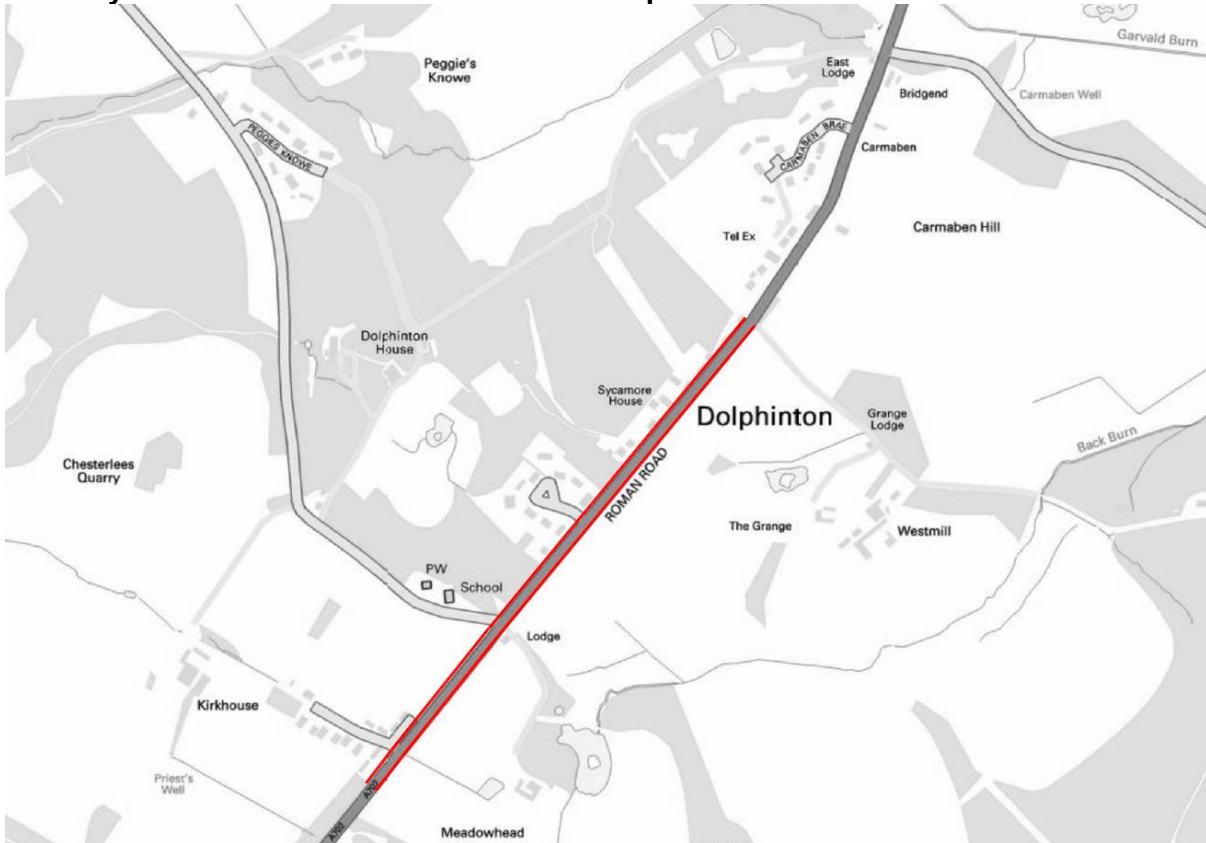 Garvald Burn
Peggie's
Knowe
East
Lodge
Bridgend
Carmaben Well
PEGGIES KNOWE
CARMABEN BRAE
Carmaben
Carmaben Hill
Tel Ex
Dolphinton
House
Sycamore
House
Dolphinton
Grange
Lodge
Back Burn
Chesterlees
Quarry
ROMAN ROAD
The Grange
Westmill
PW
School
Lodge
Kirkhouse
Priest's
Well
A702
A702
Meadowhead